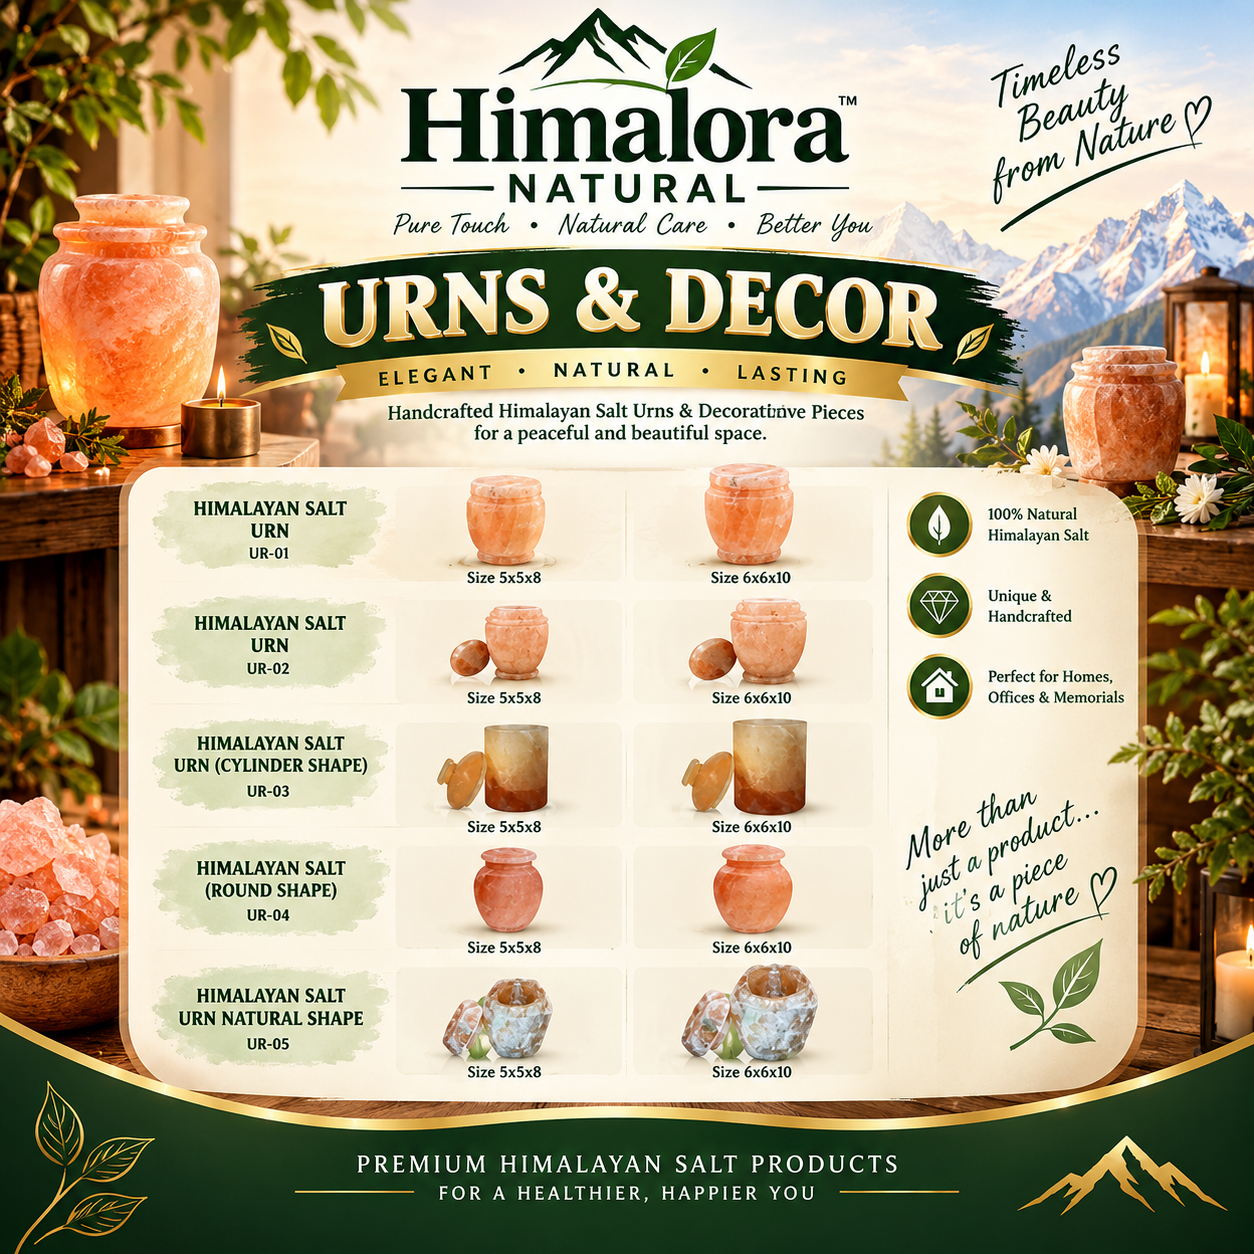 Himalora™
NATURAL
Pure Touch • Natural Care • Better You
Timeless
Beauty
from Nature
URNS & DECOR
ELEGANT • NATURAL • LASTING
Handcrafted Himalayan Salt Urns & Pieces
for a peaceful and beautiful space.
HIMALAYAN SALT
URN
UR-01
Size 5x5x8
Size 6x6x10
HIMALAYAN SALT
URN
UR-02
Size 5x5x8
Size 6x6x10
HIMALAYAN SALT
URN (CYLINDER SHAPE)
UR-03
Size 5x5x8
Size 6x6x10
HIMALAYAN SALT
(ROUND SHAPE)
UR-04
Size 5x5x8
Size 6x6x10
HIMALAYAN SALT
URN NATURAL SHAPE
UR-05
Size 5x5x8
Size 6x6x10
100% Natural
Himalayan Salt
Unique &
Handcrafted
Perfect for Homes,
Offices & Memorials
More than
just a product...
it's a piece
of nature
PREMIUM HIMALAYAN SALT PRODUCTS
FOR A HEALTHIER, HAPPIER YOU